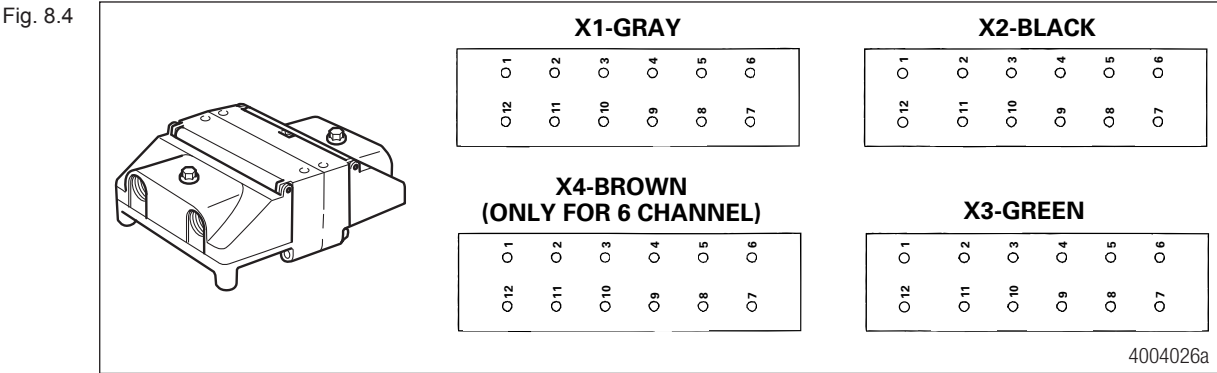 Fig. 8.4
X1-GRAY
1 2 3 4 5 6
12 11 10 9 8 7
X2-BLACK
1 2 3 4 5 6
12 11 10 9 8 7
X4-BROWN
(ONLY FOR 6 CHANNEL)
1 2 3 4 5 6
12 11 10 9 8 7
X3-GREEN
1 2 3 4 5 6
12 11 10 9 8 7
4004026a